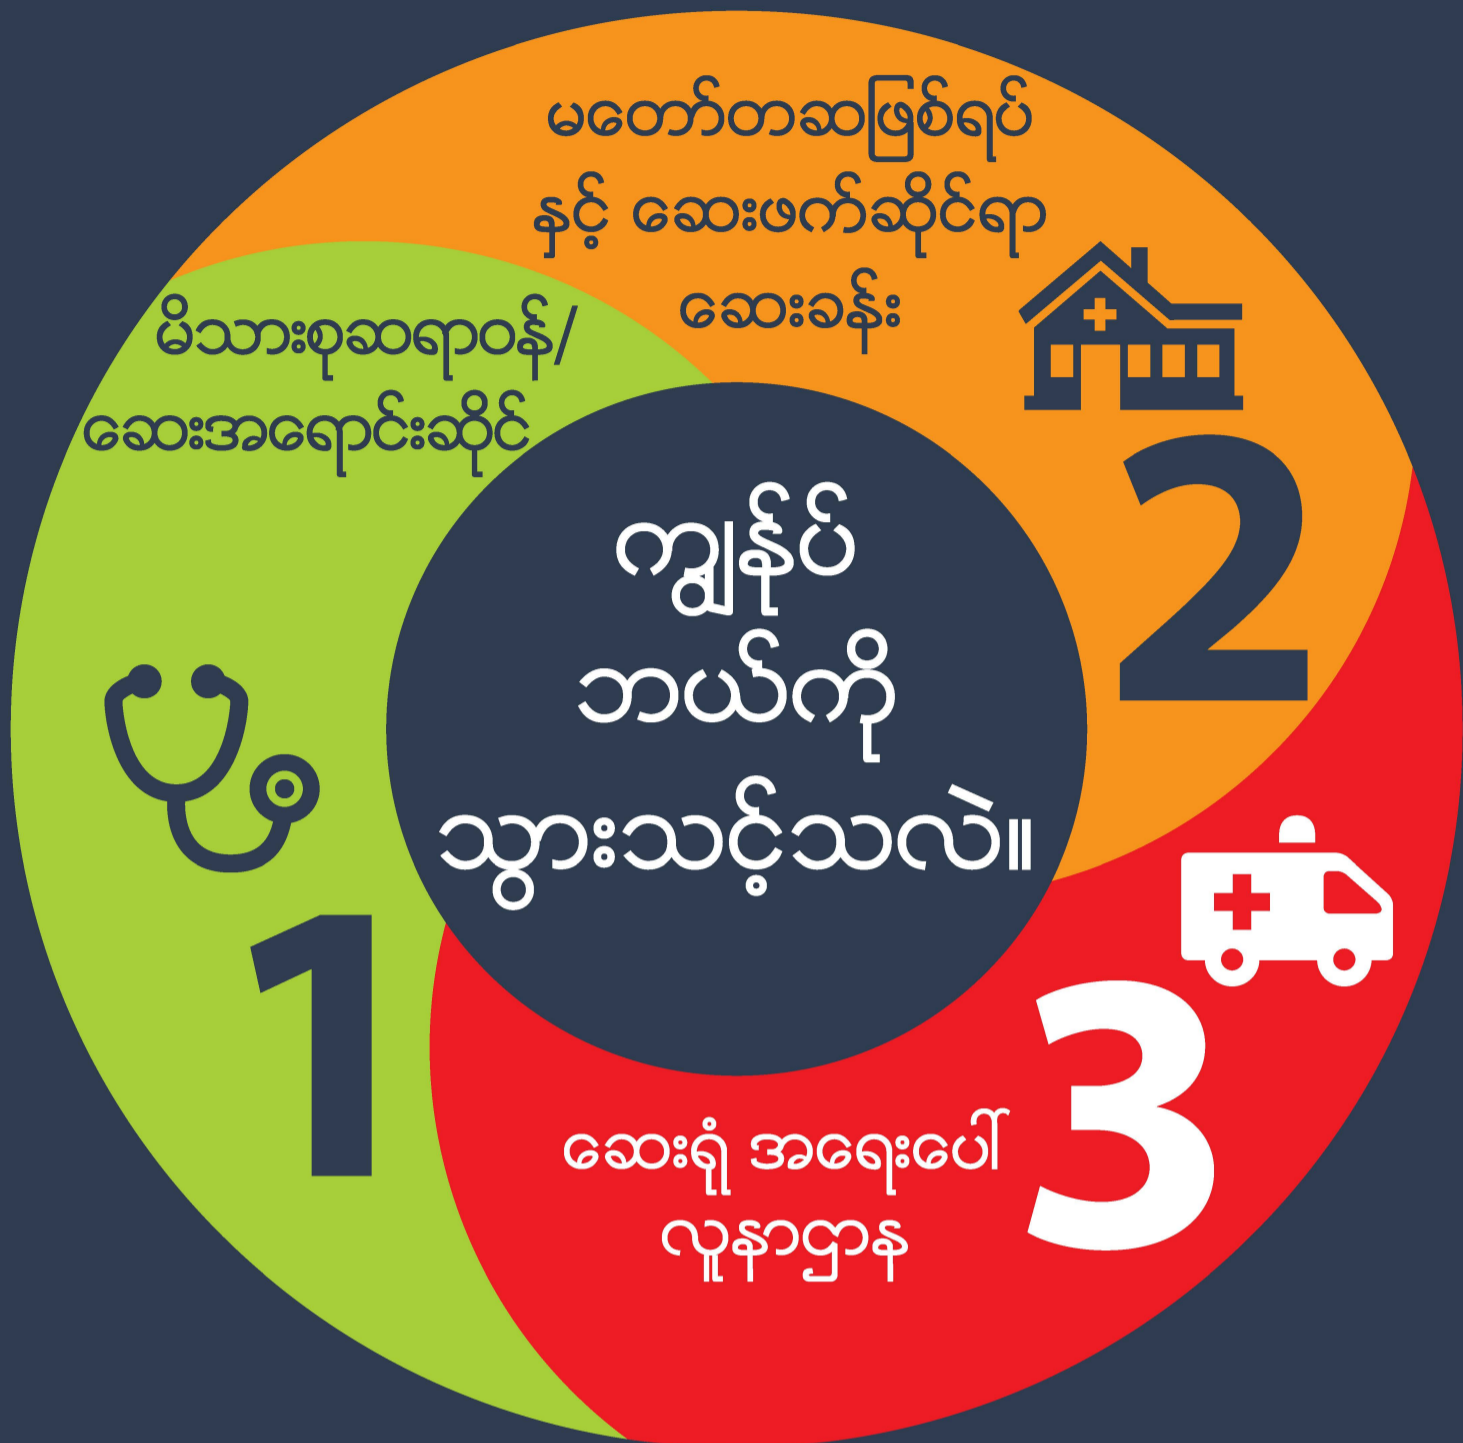 မတော်တဆဖြစ်ရပ်
နှင့် ဆေးဖက်ဆိုင်ရာ
ဆေးခန်း
2
မိသားစုဆရာဝန်/
ဆေးအရောင်းဆိုင်
1
ကျွန်ုပ်
ဘယ်ကို
သွားသင့်သလဲ။
3
ဆေးရုံ အရေးပေါ်
လူနာဌာန